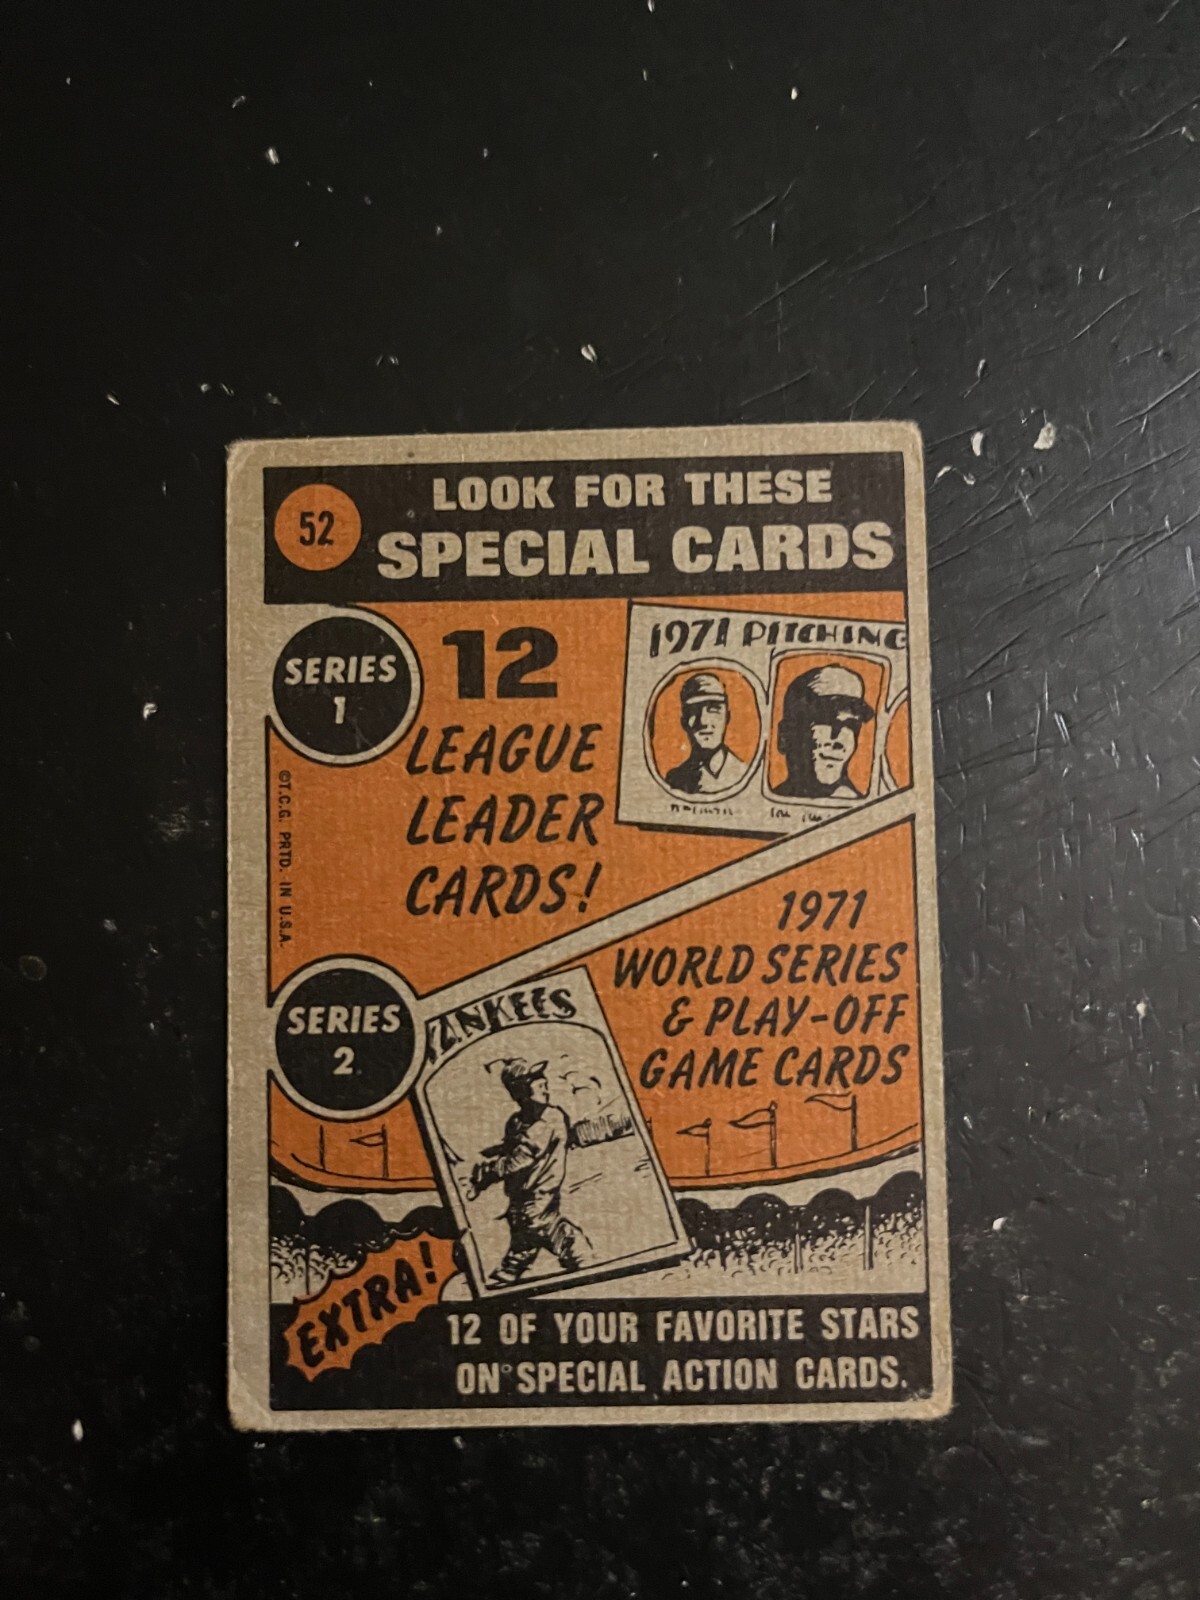 52
LOOK FOR THESE
SPECIAL CARDS
SERIES
1
12
LEAGUE
LEADER
CARDS!
1971 PITCHING
©T.C.G. PRTD. IN U.S.A.
1971
WORLD SERIES
& PLAY-OFF
GAME CARDS
SERIES
2
YANKEES
EXTRA!
12 OF YOUR FAVORITE STARS
ON SPECIAL ACTION CARDS.